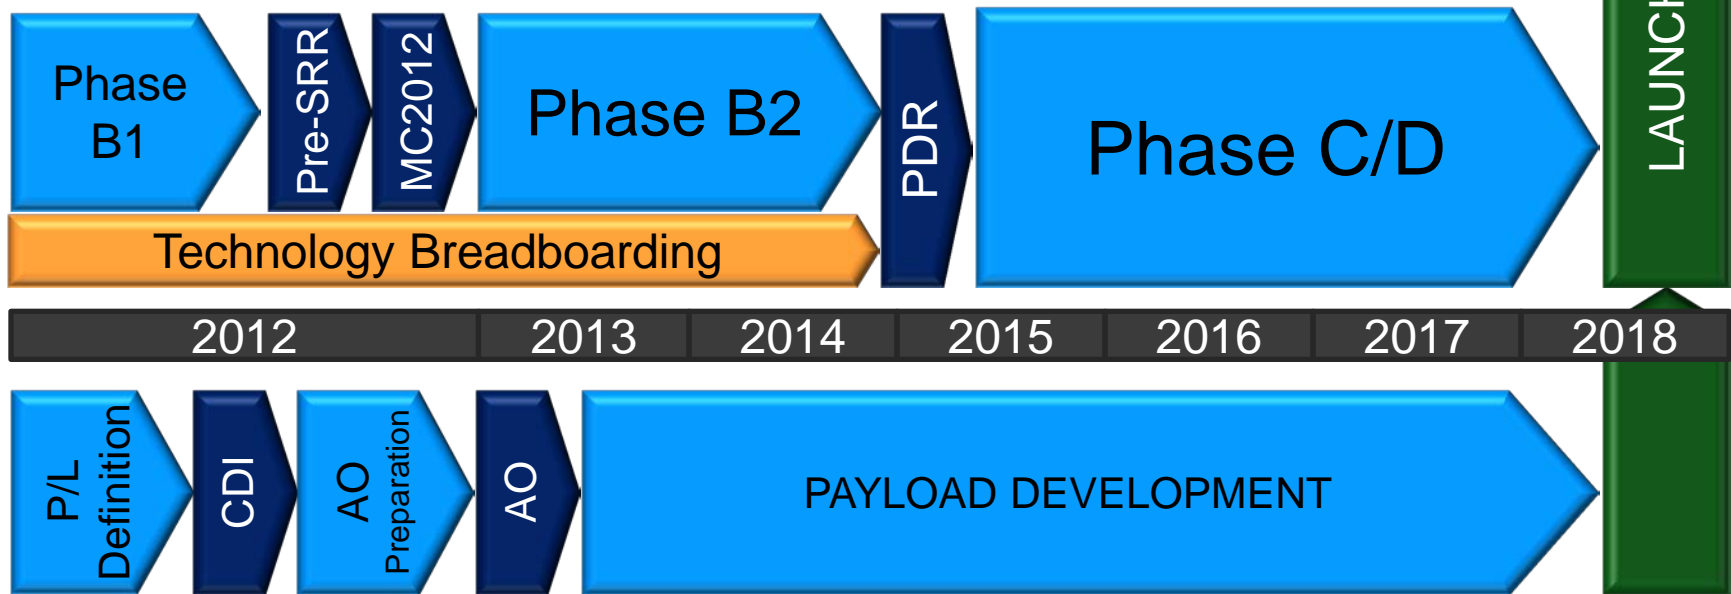 Phase
B1
Pre-SRR
MC2012
Phase B2
PDR
Phase C/D
LAUNCH
Technology Breadboarding
2012
2013
2014
2015
2016
2017
2018
P/L
Definition
CDI
AO
Preparation
AO
PAYLOAD DEVELOPMENT